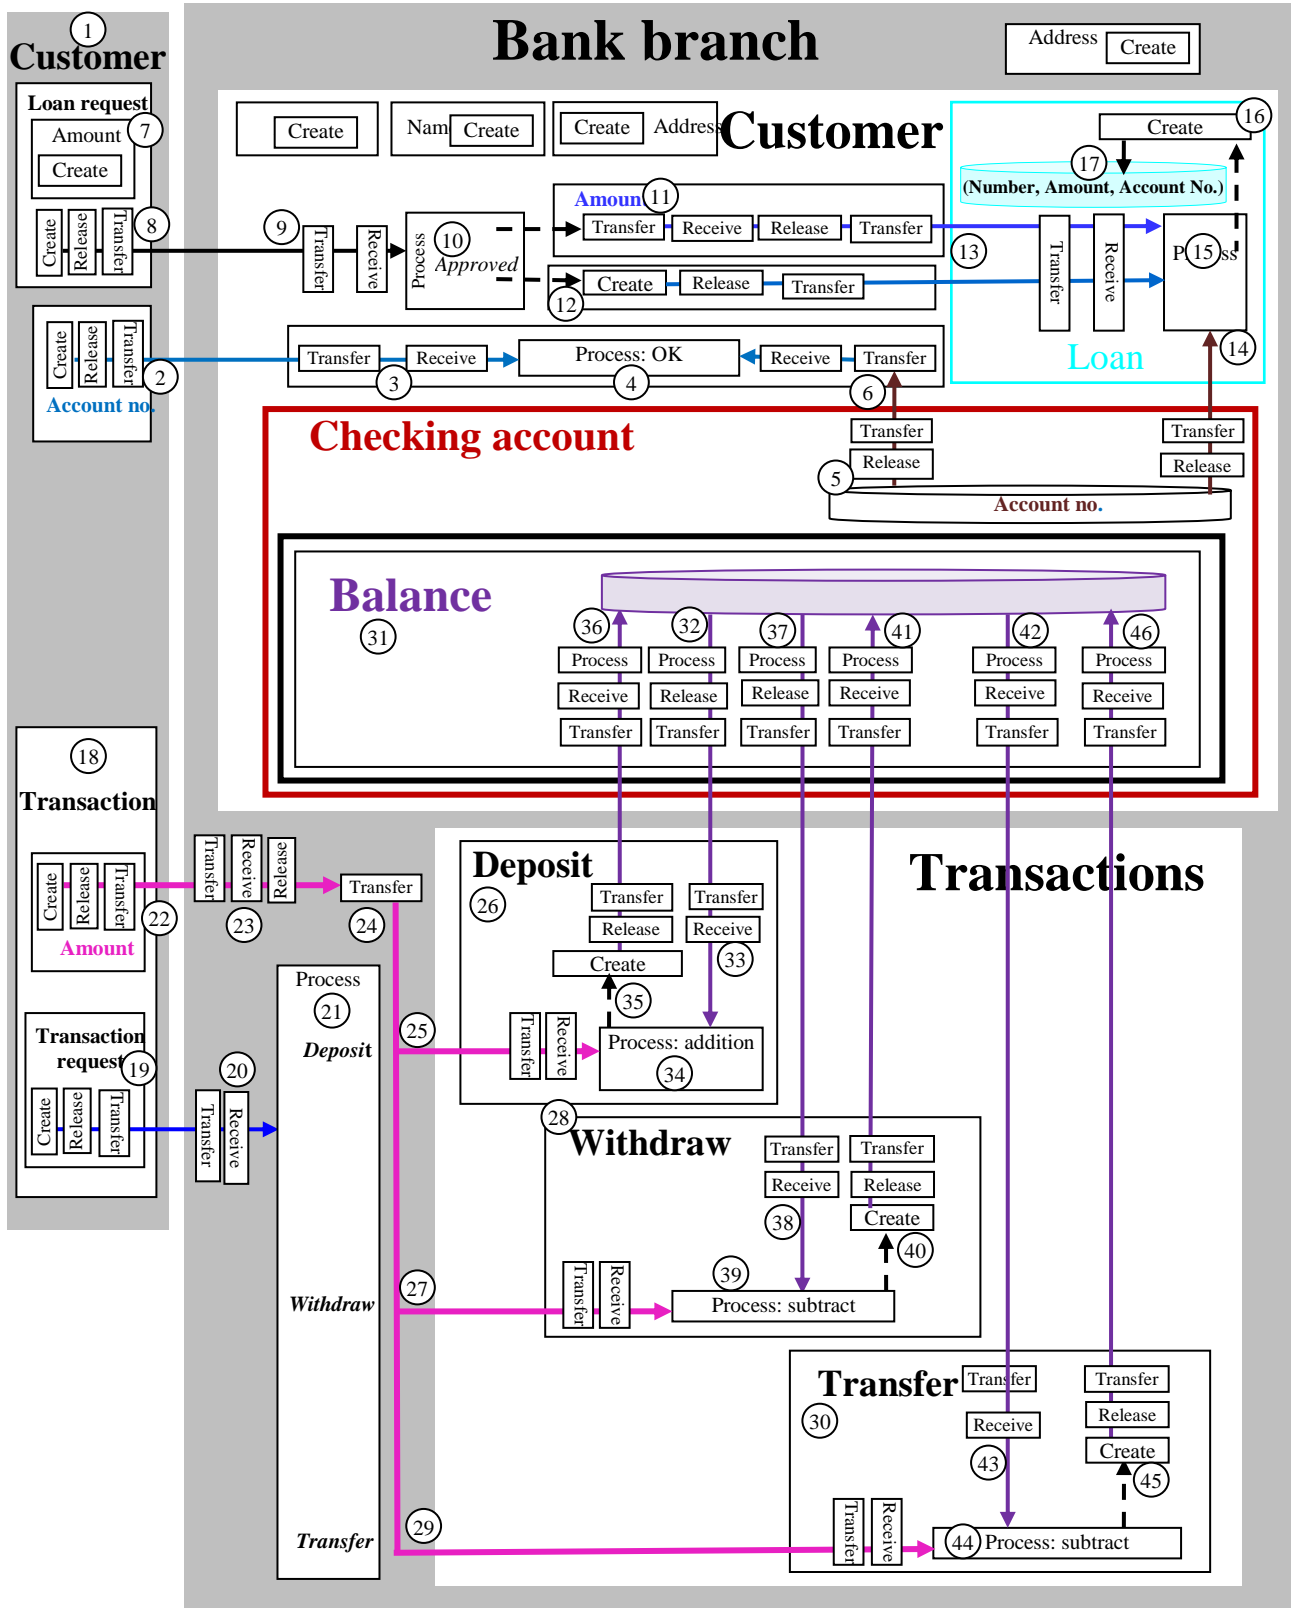 1
Customer
Bank branch
Address
Create
Loan request
Amount
7
Create
Create
Release
Transfer
8
Create
Nam
Create
Create
Address
Customer
16
Create
17
(Number, Amount, Account No.)
9
Transfer
Receive
Process
10
Approved
Amoun
11
Transfer
Receive
Release
Transfer
12
Create
Release
Transfer
13
Transfer
Receive
P
15
ss
14
Loan
Create
Release
Transfer
2
Account no.
Transfer
Receive
3
Process: OK
4
Receive
Transfer
6
Checking account
Transfer
Release
5
Transfer
Release
Account no.
Balance
31
36
32
37
41
42
46
Process
Process
Process
Process
Process
Process
Receive
Release
Release
Receive
Receive
Receive
Transfer
Transfer
Transfer
Transfer
Transfer
Transfer
18
Transaction
Create
Release
Transfer
22
Amount
Transfer
Receive
Release
23
Transfer
24
Transaction
request
19
Create
Release
Transfer
20
Transfer
Receive
Process
21
Deposit
Withdraw
Transfer
25
27
29
Transactions
Deposit
26
Transfer
Release
Create
35
Transfer
Receive
33
Transfer
Receive
Process: addition
34
28
Withdraw
Transfer
Receive
38
Transfer
Release
Create
40
39
Transfer
Receive
Process: subtract
Transfer
30
Transfer
Receive
43
Transfer
Release
Create
45
Transfer
Receive
44
Process: subtract